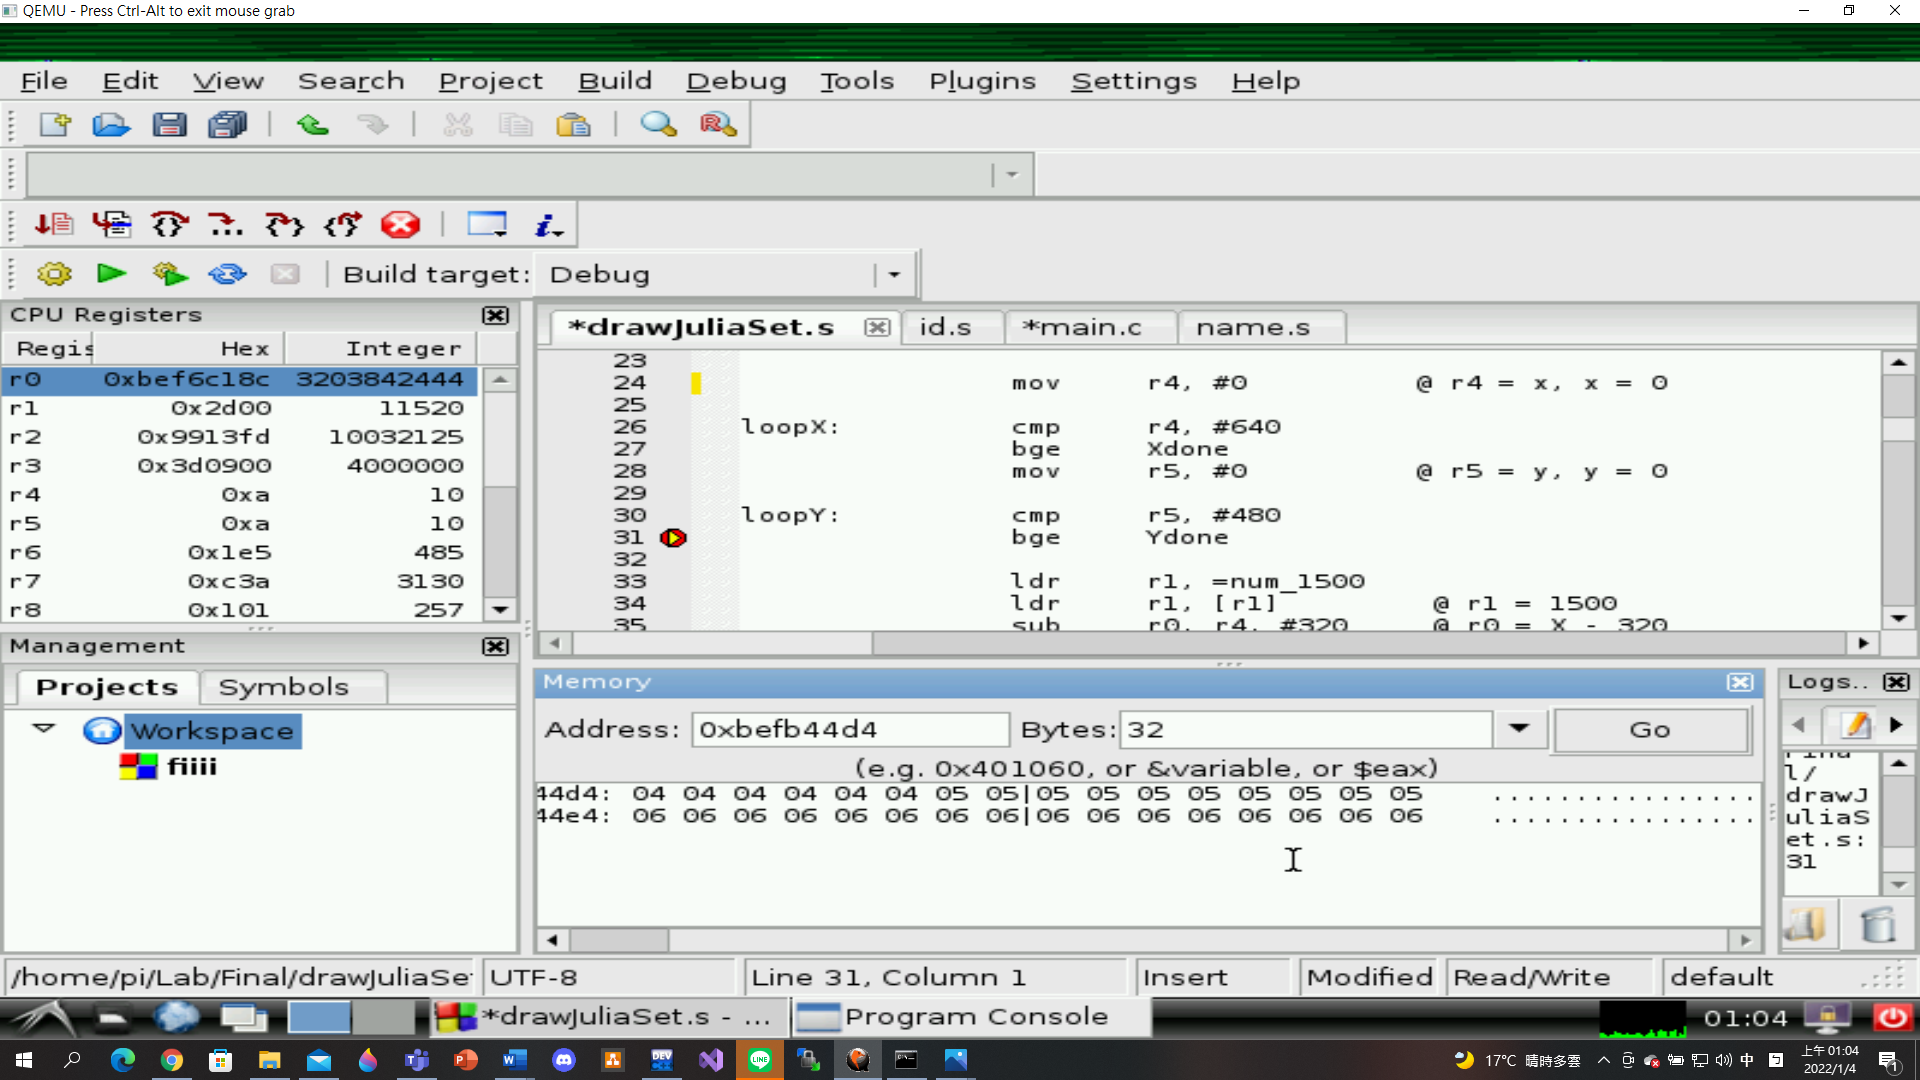 QEMU - Press Ctrl-Alt to exit mouse grab
File Edit View Search Project Build Debug Tools Plugins Settings Help
Build target: Debug
CPU Registers
Regis Hex Integer
r0 0xbef6c18c 3203842444
r1 0x2d00 11520
r2 0x9913fd 10032125
r3 0x3d0900 4000000
r4 0xa 10
r5 0xa 10
r6 0x1e5 485
r7 0xc3a 3130
r8 0x101 257
*drawJuliaSet.s id.s *main.c name.s
23
24 mov r4, #0 @ r4 = x, x = 0
25
26 loopX: cmp r4, #640
27 bge Xdone
28 mov r5, #0 @ r5 = y, y = 0
29
30 loopY: cmp r5, #480
31 bge Ydone
32
33 ldr r1, =num_1500
34 ldr r1, [r1] @ r1 = 1500
35 sub r0, r4, #320 @ r0 = X - 320
Management
Projects Symbols
Workspace
fiiii
Memory
Address: 0xbefb44d4 Bytes: 32 Go
(e.g. 0x401060, or &variable, or $eax)
44d4: 04 04 04 04 04 04 05 05|05 05 05 05 05 05 05 05 ................
44e4: 06 06 06 06 06 06 06 06|06 06 06 06 06 06 06 06 ................
Logs..
l/
drawJ
uliaS
et.s:
31
/home/pi/Lab/Final/drawJuliaSe UTF-8 Line 31, Column 1 Insert Modified Read/Write default
*drawJuliaSet.s - ... Program Console 01:04
17°C 晴時多雲 中 上午 01:04
2022/1/4